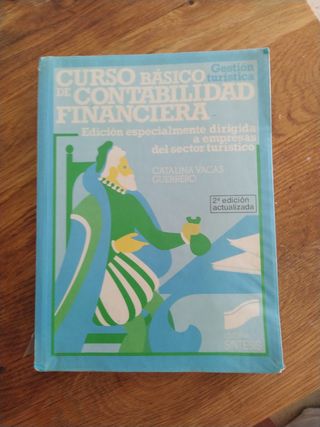 Gestión
turística
CURSO BÁSICO
DE CONTABILIDAD
FINANCIERA
Edición especialmente dirigida
a empresas
del sector turístico
CATALINA VACAS
GUERRERO
2ª edición
actualizada
SINTESIS